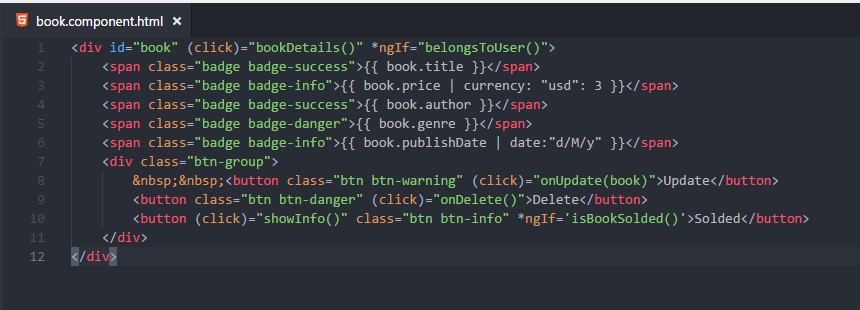 book.component.html ×
1 <div id="book" (click)="bookDetails()" *ngIf="belongsToUser()">
2     <span class="badge badge-success">{{ book.title }}</span>
3     <span class="badge badge-info">{{ book.price | currency: "usd": 3 }}</span>
4     <span class="badge badge-success">{{ book.author }}</span>
5     <span class="badge badge-danger">{{ book.genre }}</span>
6     <span class="badge badge-info">{{ book.publishDate | date:"d/M/y" }}</span>
7     <div class="btn-group">
8         &nbsp;&nbsp;<button class="btn btn-warning" (click)="onUpdate(book)">Update</button>
9         <button class="btn btn-danger" (click)="onDelete()">Delete</button>
10         <button (click)="showInfo()" class="btn btn-info" *ngIf='isBookSolded()'>Solded</button>
11     </div>
12 </div>